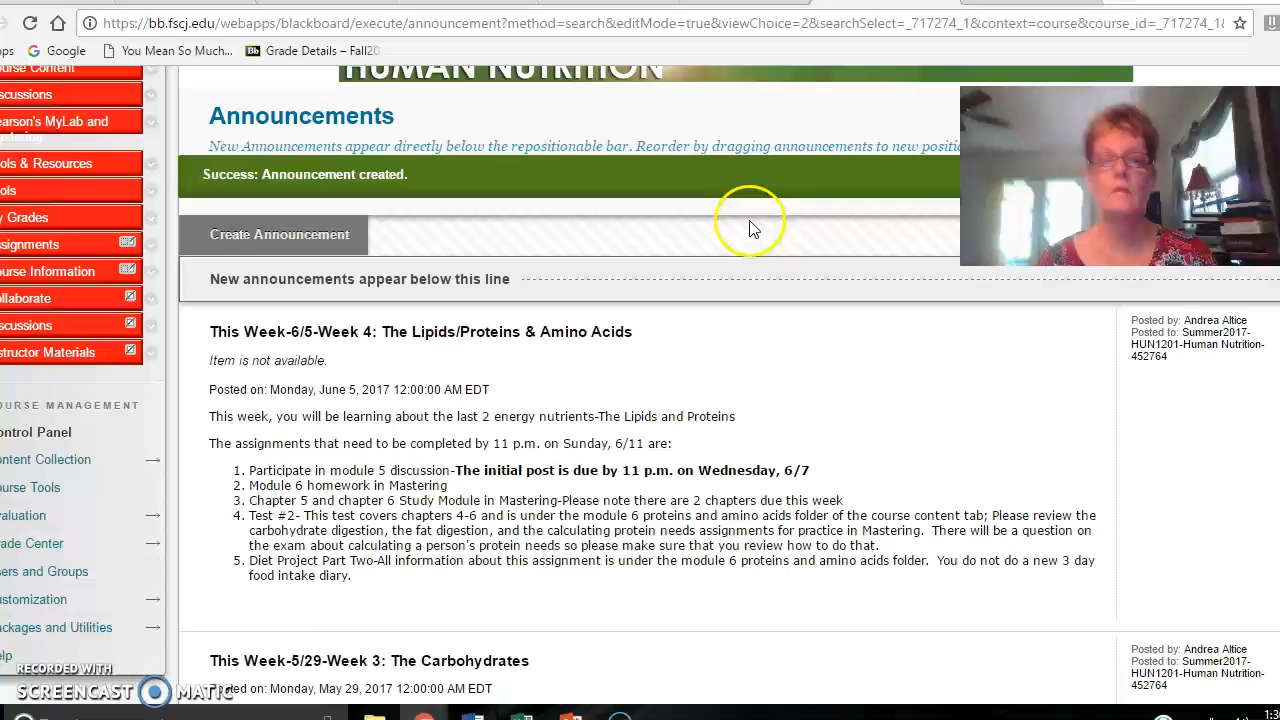 https://bb.fscj.edu/webapps/blackboard/execute/announcement?method=search&editMode=true&viewChoice=2&searchSelect=_717274_1&context=course&course_id=_717274_1&
ops Google You Mean So Much... Bb Grade Details – Fall20
ourse Content
scussions
earson's MyLab and
ools & Resources
ols
y Grades
ssignments
ourse Information
ollaborate
scussions
structor Materials
OURSE MANAGEMENT
ontrol Panel
ontent Collection
ourse Tools
valuation
rade Center
sers and Groups
ustomization
ackages and Utilities
elp
RECORDED WITH
SCREENCAST MATIC
HUMAN NUTRITION
Announcements
New Announcements appear directly below the repositionable bar. Reorder by dragging announcements to new positi
Success: Announcement created.
Create Announcement
New announcements appear below this line
This Week-6/5-Week 4: The Lipids/Proteins & Amino Acids
Item is not available.
Posted on: Monday, June 5, 2017 12:00:00 AM EDT
This week, you will be learning about the last 2 energy nutrients-The Lipids and Proteins
The assignments that need to be completed by 11 p.m. on Sunday, 6/11 are:
1. Participate in module 5 discussion-The initial post is due by 11 p.m. on Wednesday, 6/7
2. Module 6 homework in Mastering
3. Chapter 5 and chapter 6 Study Module in Mastering-Please note there are 2 chapters due this week
4. Test #2- This test covers chapters 4-6 and is under the module 6 proteins and amino acids folder of the course content tab; Please review the
carbohydrate digestion, the fat digestion, and the calculating protein needs assignments for practice in Mastering. There will be a question on
the exam about calculating a person's protein needs so please make sure that you review how to do that.
5. Diet Project Part Two-All information about this assignment is under the module 6 proteins and amino acids folder. You do not do a new 3 day
food intake diary.
Posted by: Andrea Altice
Posted to: Summer2017-
HUN1201-Human Nutrition-
452764
This Week-5/29-Week 3: The Carbohydrates
Posted on: Monday, May 29, 2017 12:00:00 AM EDT
Posted by: Andrea Altice
Posted to: Summer2017-
HUN1201-Human Nutrition-
452764